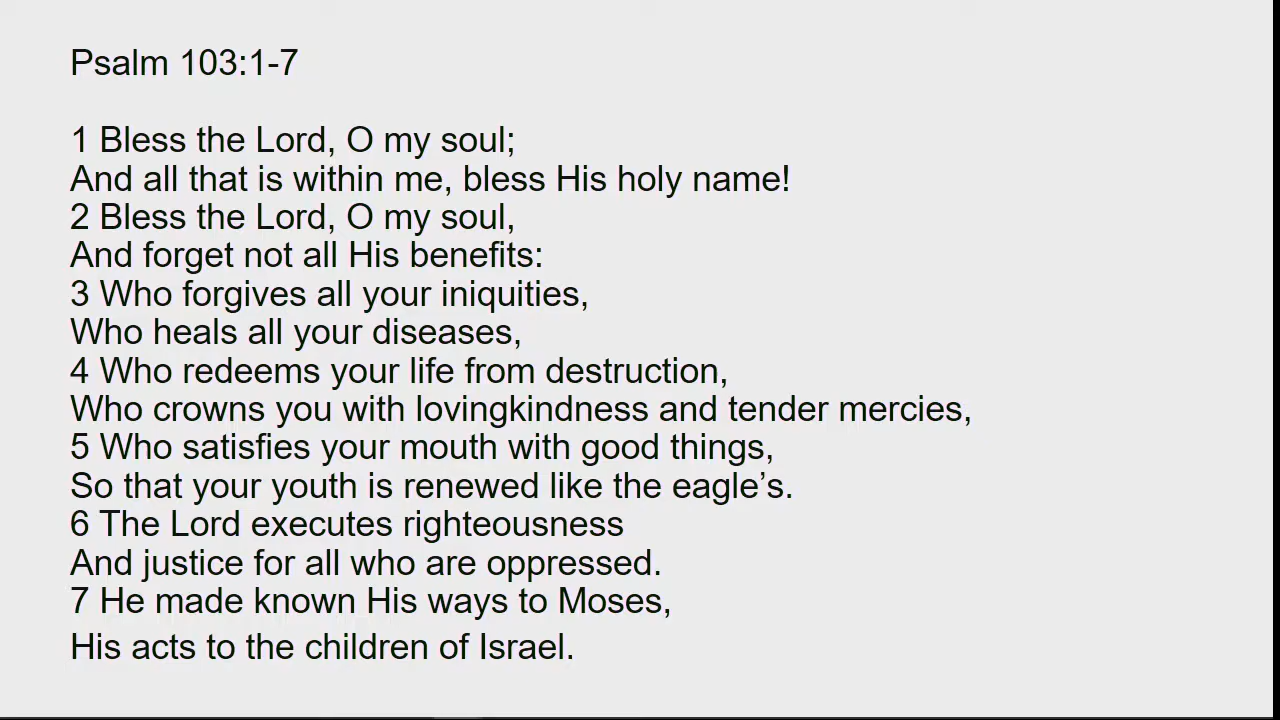 Psalm 103:1-7
1 Bless the Lord, O my soul;
And all that is within me, bless His holy name!
2 Bless the Lord, O my soul,
And forget not all His benefits:
3 Who forgives all your iniquities,
Who heals all your diseases,
4 Who redeems your life from destruction,
Who crowns you with lovingkindness and tender mercies,
5 Who satisfies your mouth with good things,
So that your youth is renewed like the eagle’s.
6 The Lord executes righteousness
And justice for all who are oppressed.
7 He made known His ways to Moses,
His acts to the children of Israel.